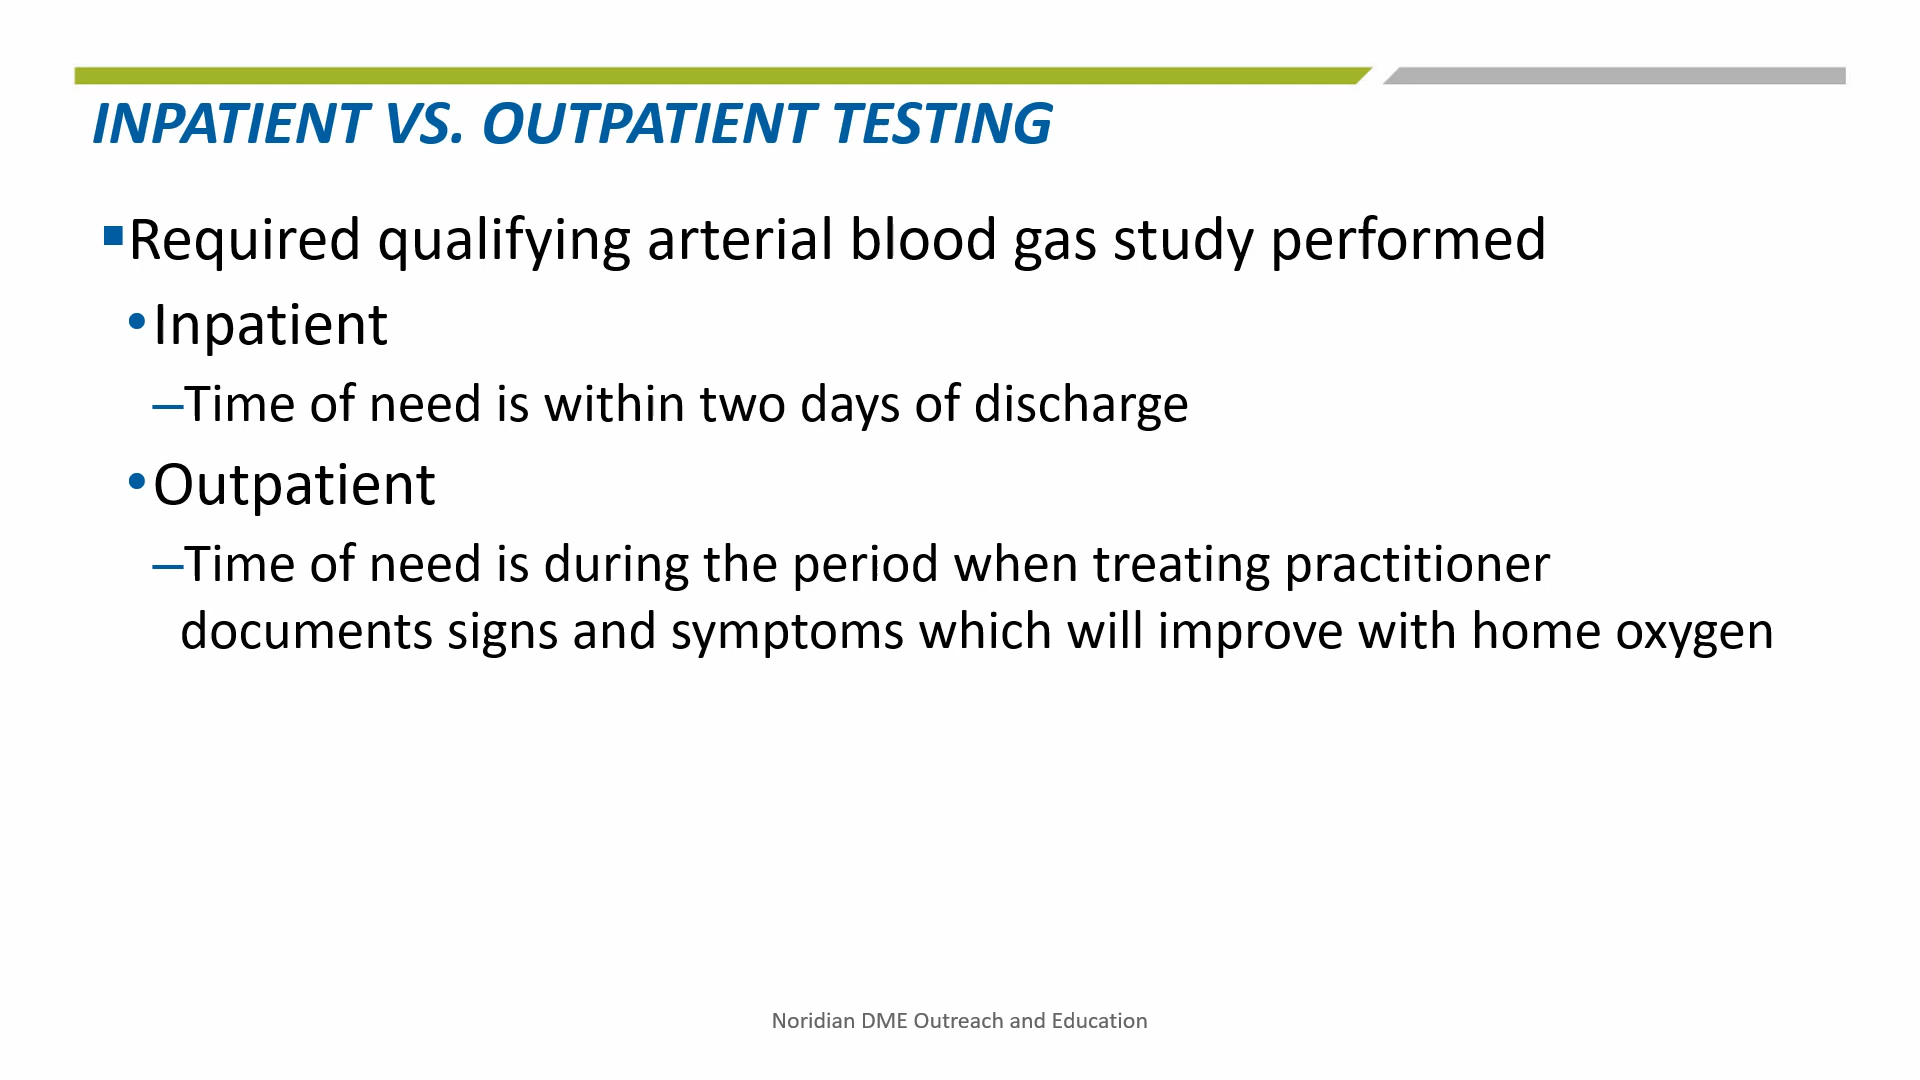 INPATIENT VS. OUTPATIENT TESTING
▪Required qualifying arterial blood gas study performed
•Inpatient
–Time of need is within two days of discharge
•Outpatient
–Time of need is during the period when treating practitioner
documents signs and symptoms which will improve with home oxygen
Noridian DME Outreach and Education